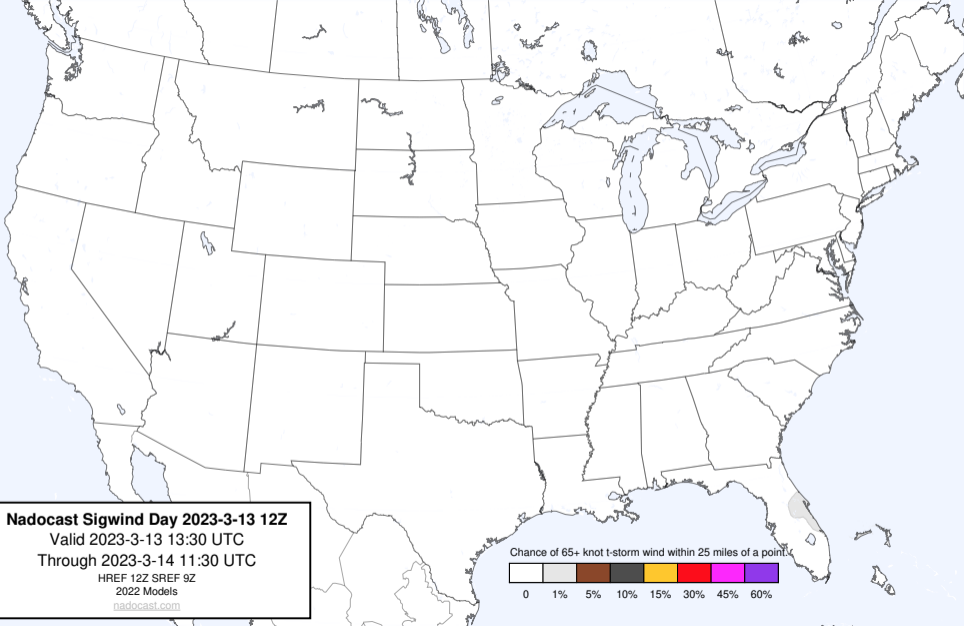 Nadocast Sigwind Day 2023-3-13 12Z
Valid 2023-3-13 13:30 UTC
Through 2023-3-14 11:30 UTC
HREF 12Z SREF 9Z
2022 Models
nadocast.com
Chance of 65+ knot t-storm wind within 25 miles of a point.
0 1% 5% 10% 15% 30% 45% 60%